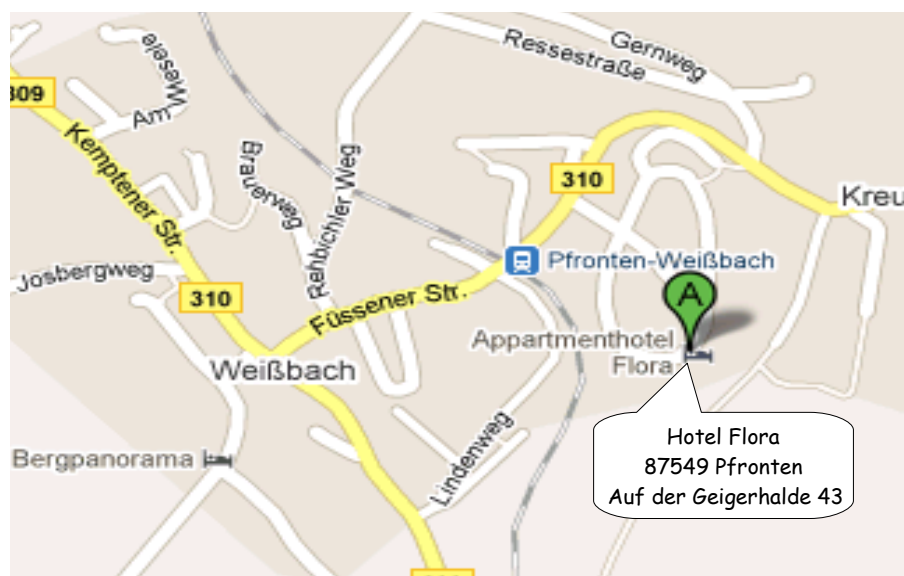 Gernweg
Ressestraße
Am Wiesele
309
Kemptener Str.
Brauerweg
Rehbichler Weg
310
Kreu
Pfronten-Weißbach
Josbergweg
310
Füssener Str.
A
Appartmenthotel
Flora
Weißbach
Lindenweg
Bergpanorama
Hotel Flora
87549 Pfronten
Auf der Geigerhalde 43